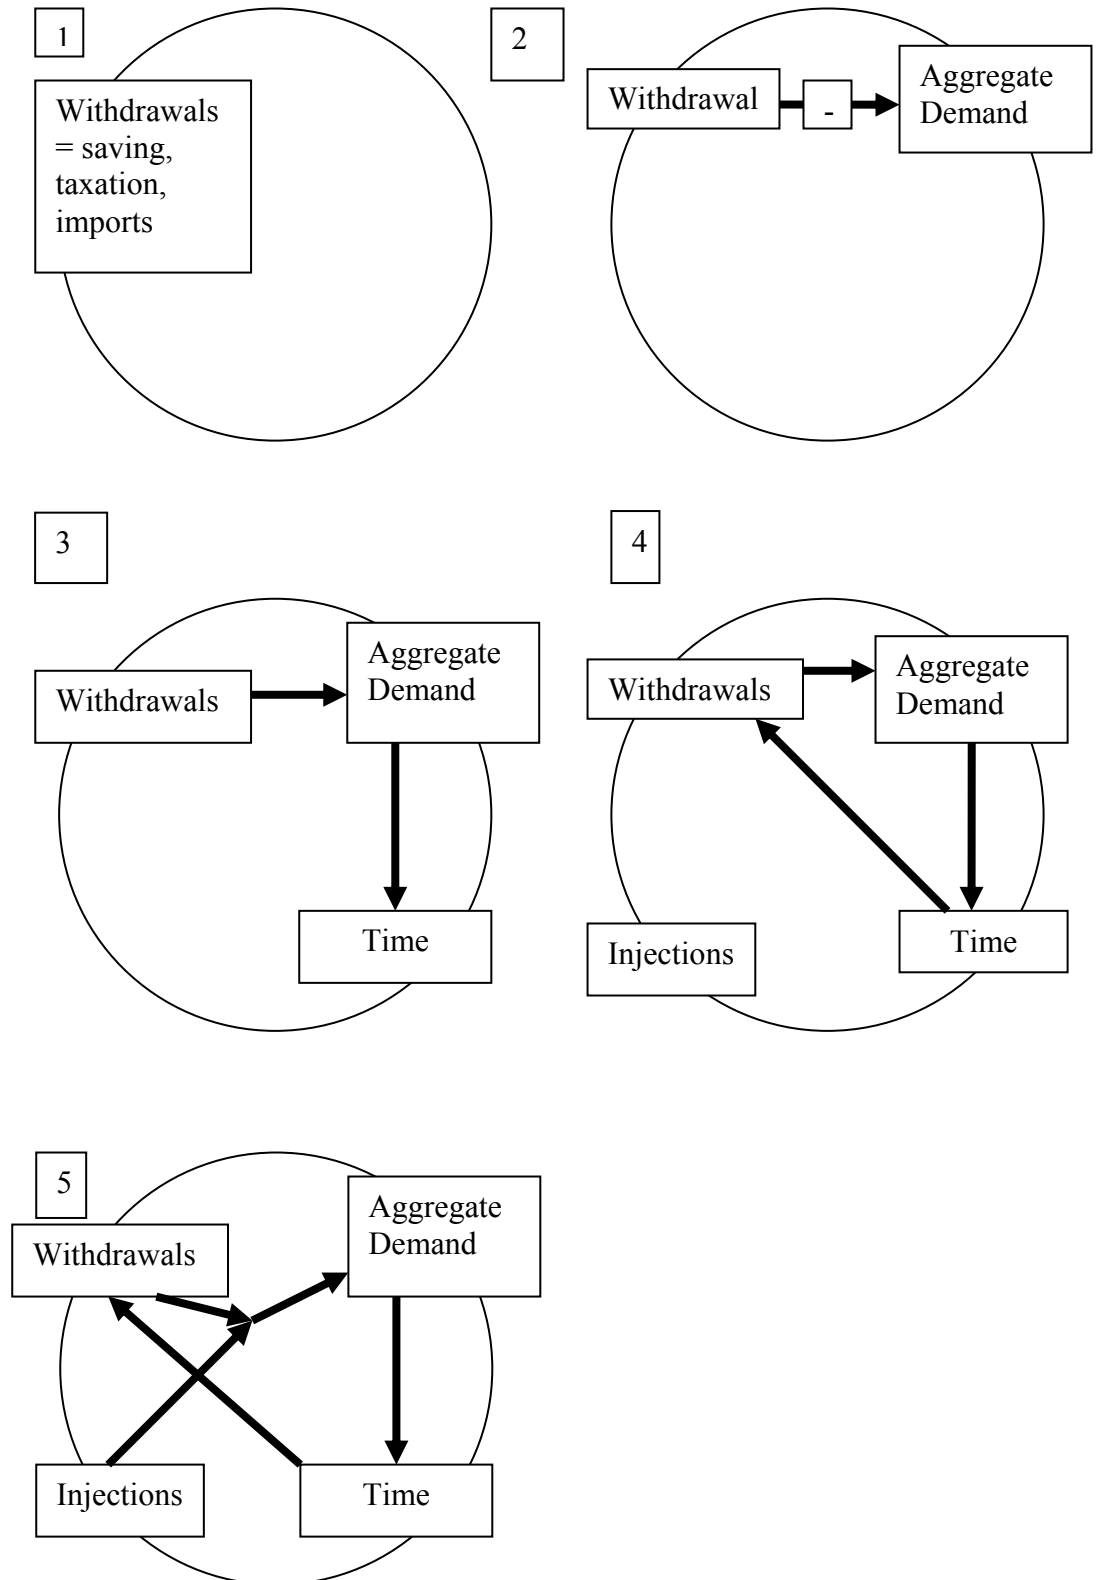 1
Withdrawals
= saving,
taxation,
imports
2
Withdrawal
-
Aggregate
Demand
3
Withdrawals
Aggregate
Demand
Time
4
Withdrawals
Aggregate
Demand
Injections
Time
5
Withdrawals
Aggregate
Demand
Injections
Time